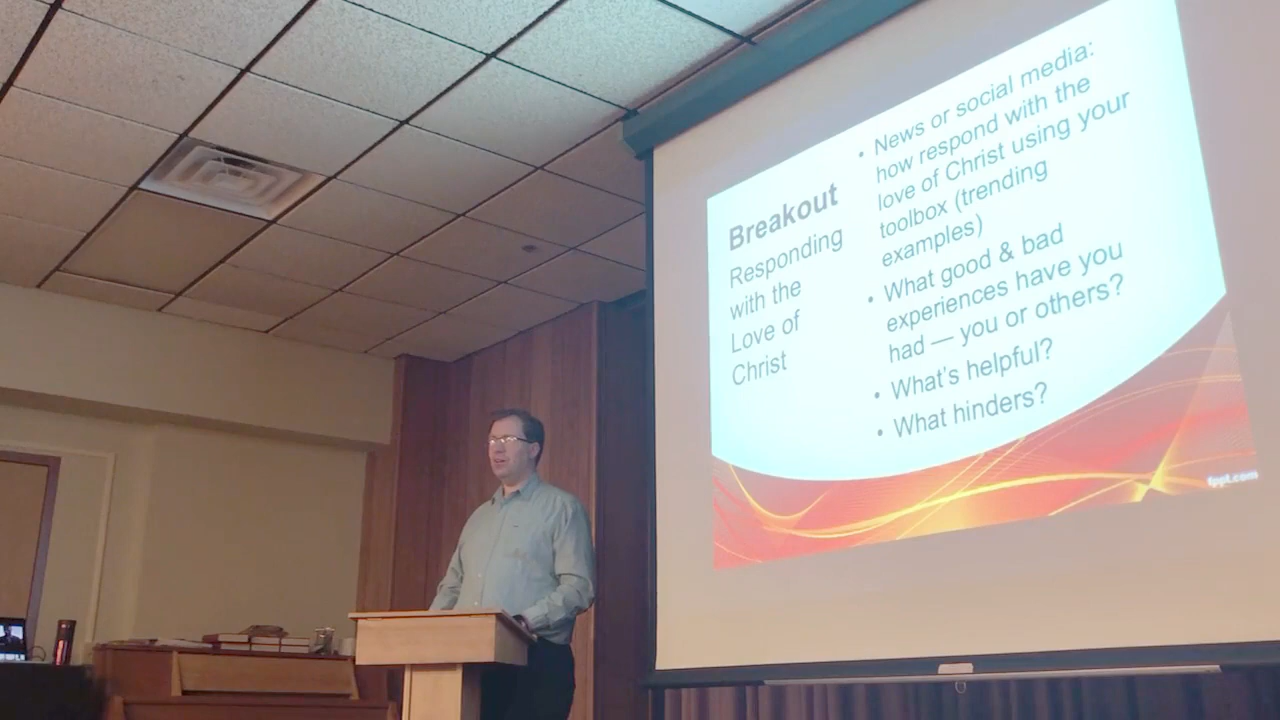 Breakout
Responding
with the
Love of
Christ
• News or social media:
how respond with the
love of Christ using your
toolbox (trending
examples)
• What good & bad
experiences have you
had — you or others?
• What's helpful?
• What hinders?
fppt.com